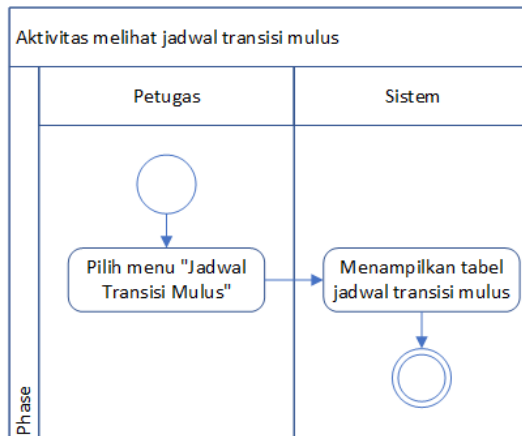 Aktivitas melihat jadwal transisi mulus
Petugas
Sistem
Pilih menu "Jadwal
Transisi Mulus"
Menampilkan tabel
jadwal transisi mulus
Phase